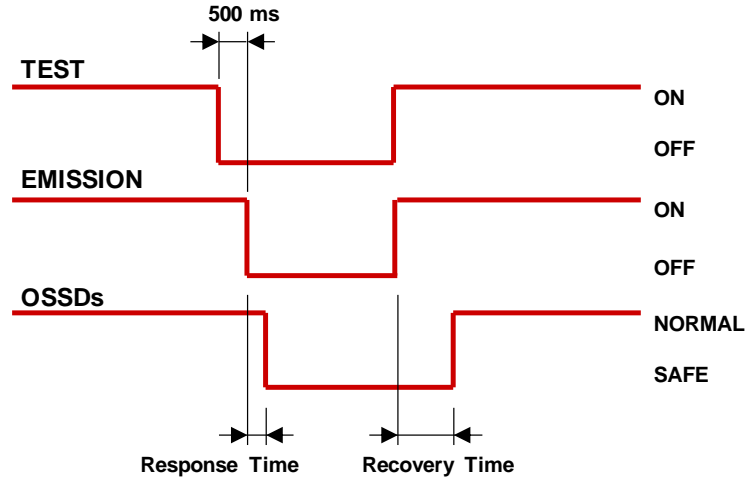 500 ms
TEST
ON
OFF
EMISSION
ON
OFF
OSSDs
NORMAL
SAFE
Response Time
Recovery Time